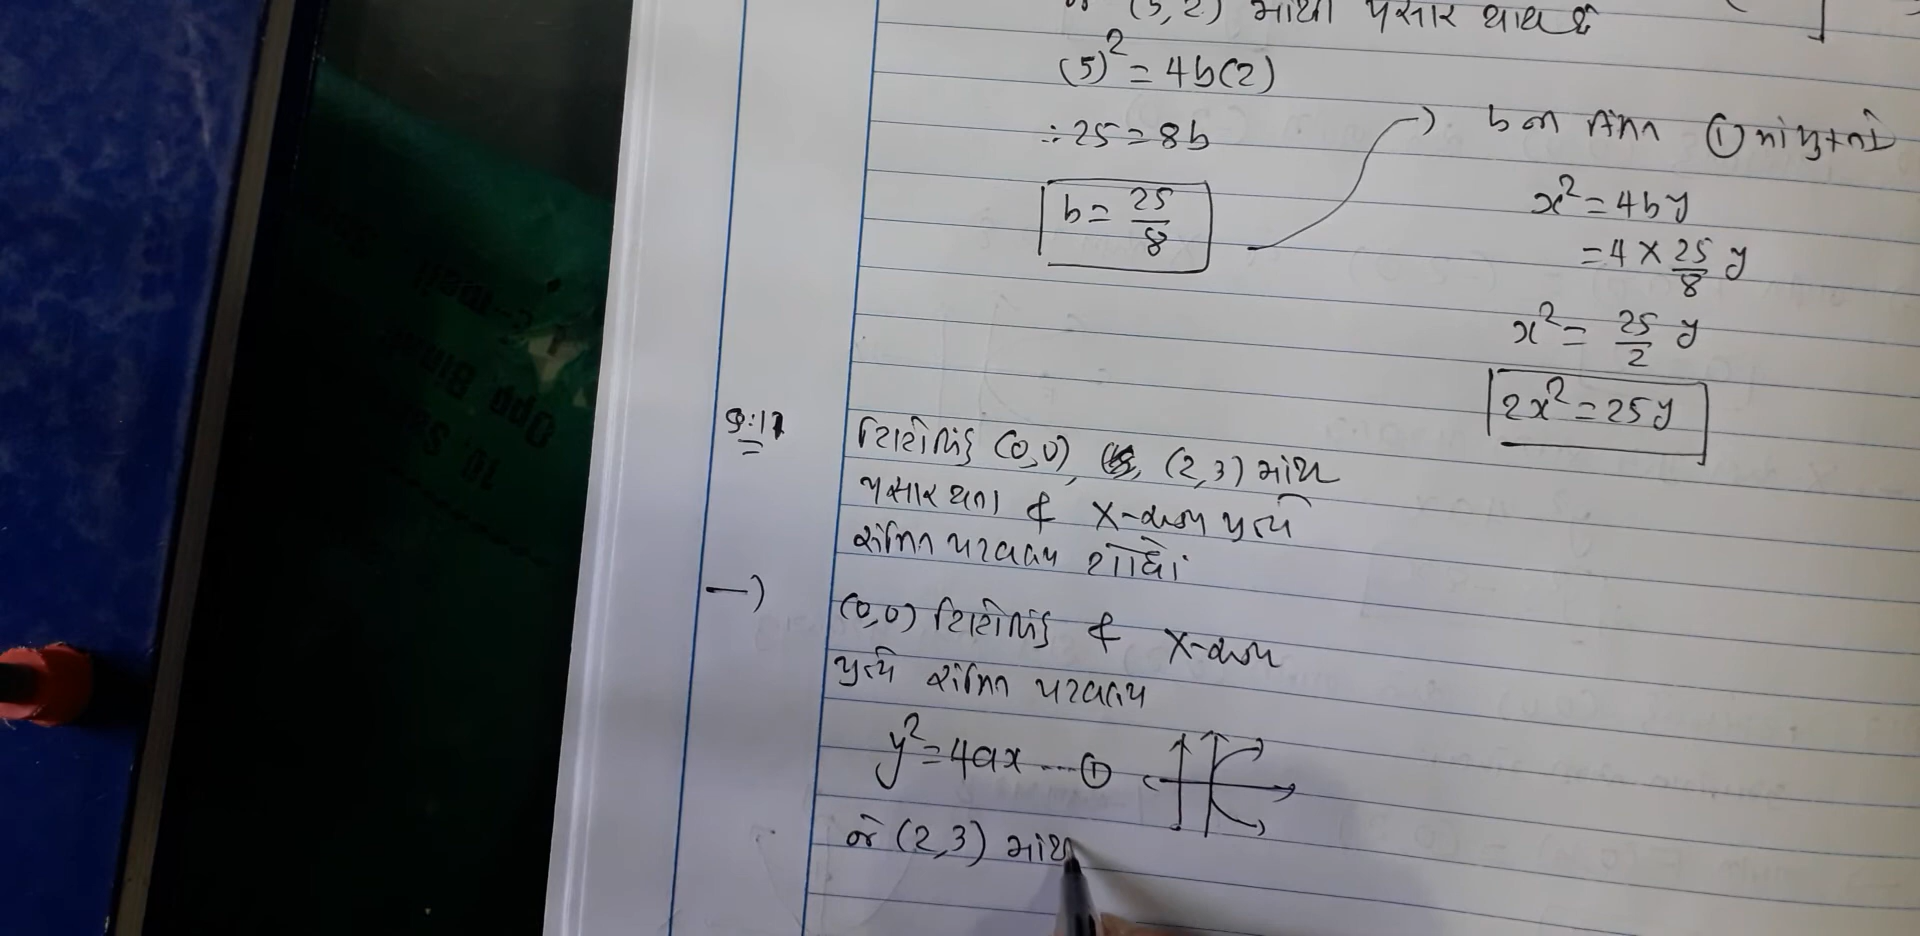 (5,2) માંથી પસાર થાય છે
(5)² = 4b(2)
∴ 25 = 8b
b = 25/8
→ b ની કિંમત ① માં મુકતાં
x² = 4by
= 4 × 25/8 y
x² = 25/2 y
2x² = 25y
Q:11
શિરોબિંદુ (0,0), (2,3) માંથી
પસાર થતા & X-અક્ષ પ્રત્યે
સંમિત પરવલય શોધો
→ (0,0) શિરોબિંદુ & X-અક્ષ
પ્રત્યે સંમિત પરવલય
y² = 4ax ... ①
જે (2,3) માંથ
Opp